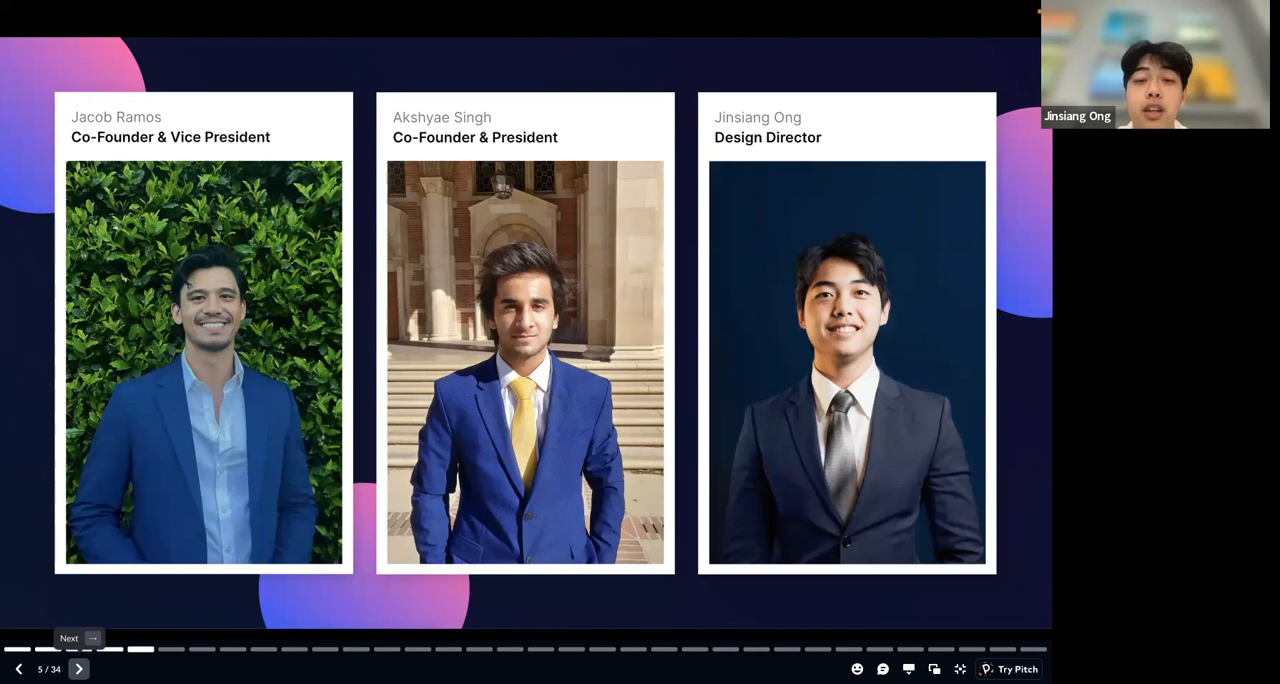 Jacob Ramos
Co-Founder & Vice President
Akshyae Singh
Co-Founder & President
Jinsiang Ong
Design Director
Jinsiang Ong
Next →
5 / 34
Try Pitch